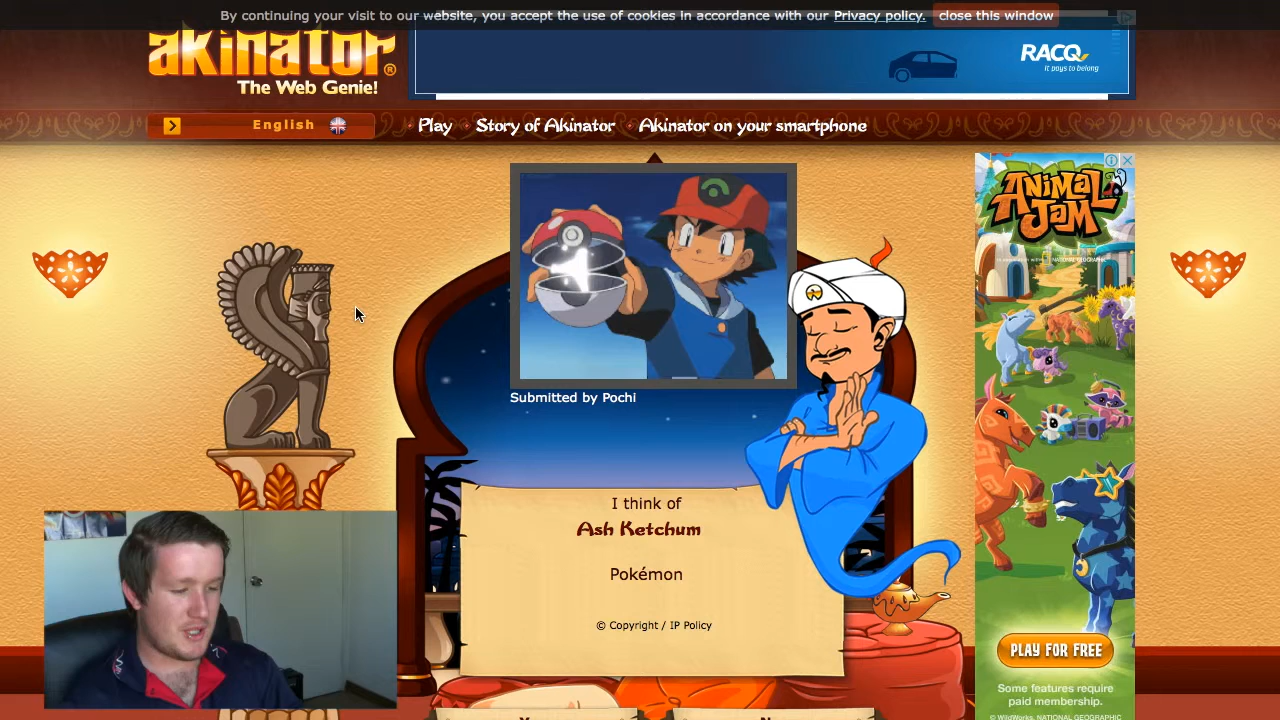 By continuing your visit to our website, you accept the use of cookies in accordance with our Privacy policy. close this window
akinator®
The Web Genie!
RACQ
It pays to belong
English
Play
Story of Akinator
Akinator on your smartphone
ANIMAL
JAM
Submitted by Pochi
I think of
Ash Ketchum
Pokémon
© Copyright / IP Policy
PLAY FOR FREE
Some features require
paid membership.
© WildWorks, NATIONAL GEOGRAPHIC